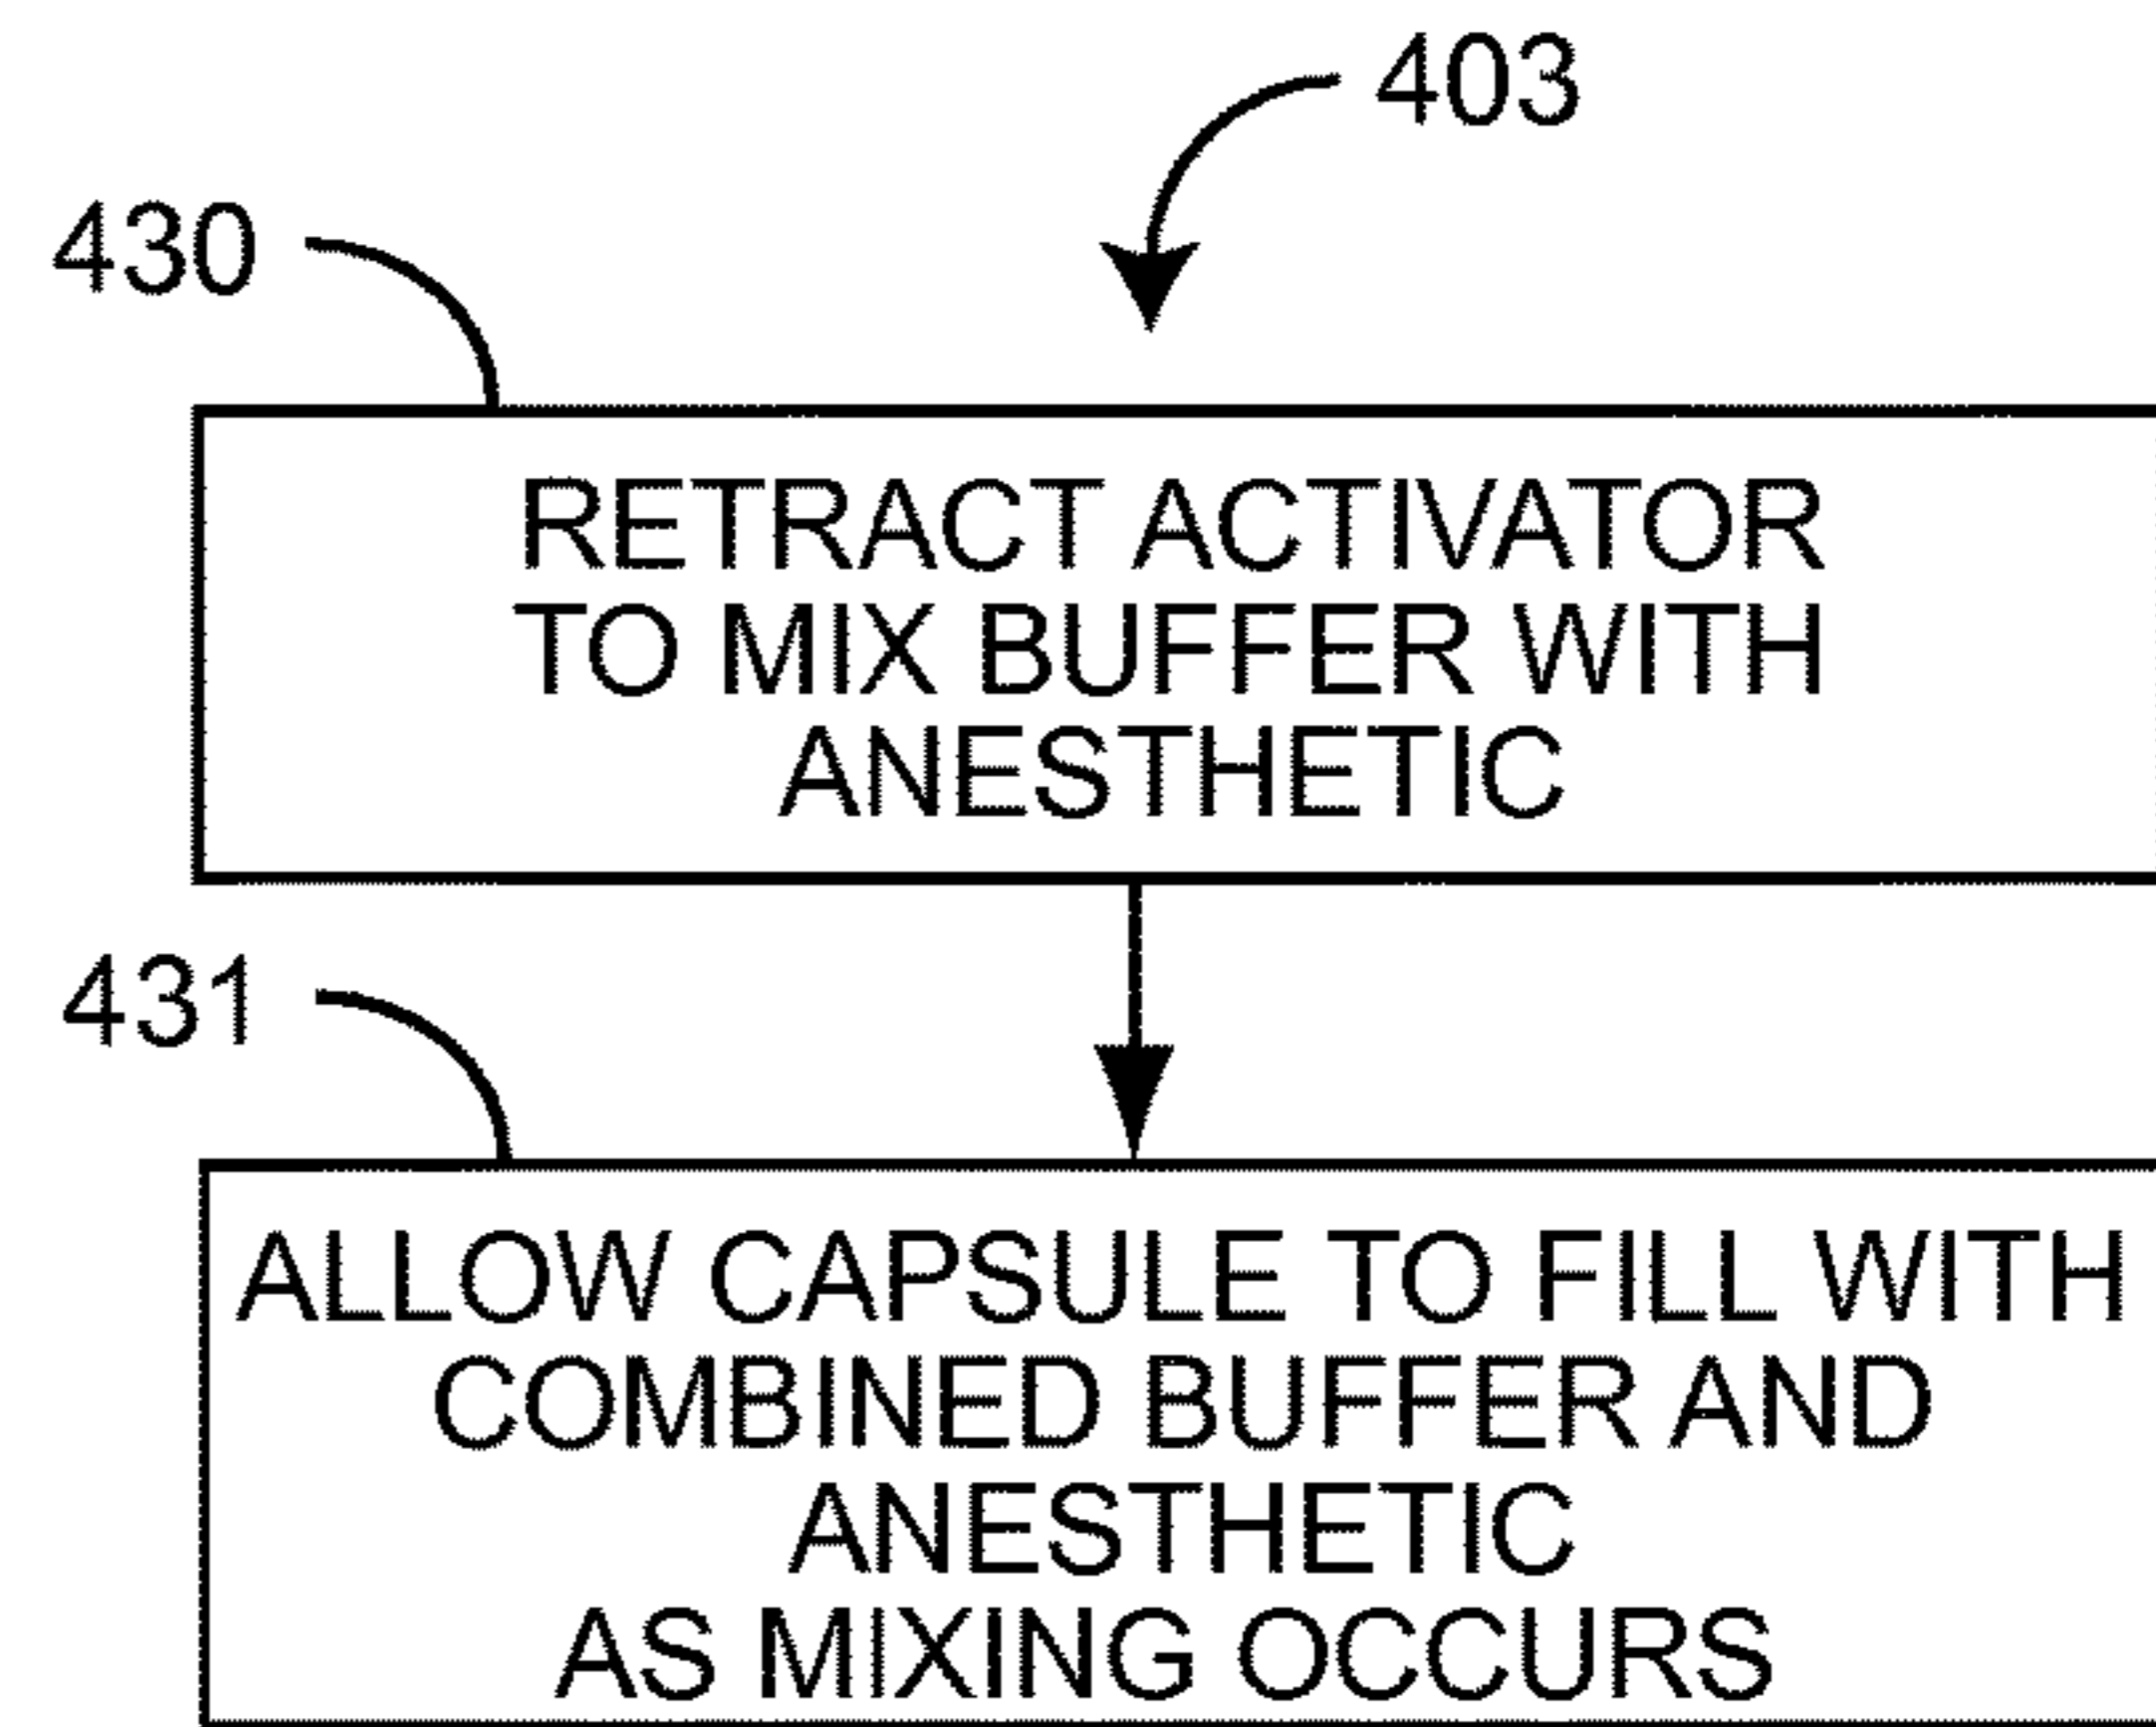 403
430
RETRACT ACTIVATOR
TO MIX BUFFER WITH
ANESTHETIC
431
ALLOW CAPSULE TO FILL WITH
COMBINED BUFFER AND
ANESTHETIC
AS MIXING OCCURS